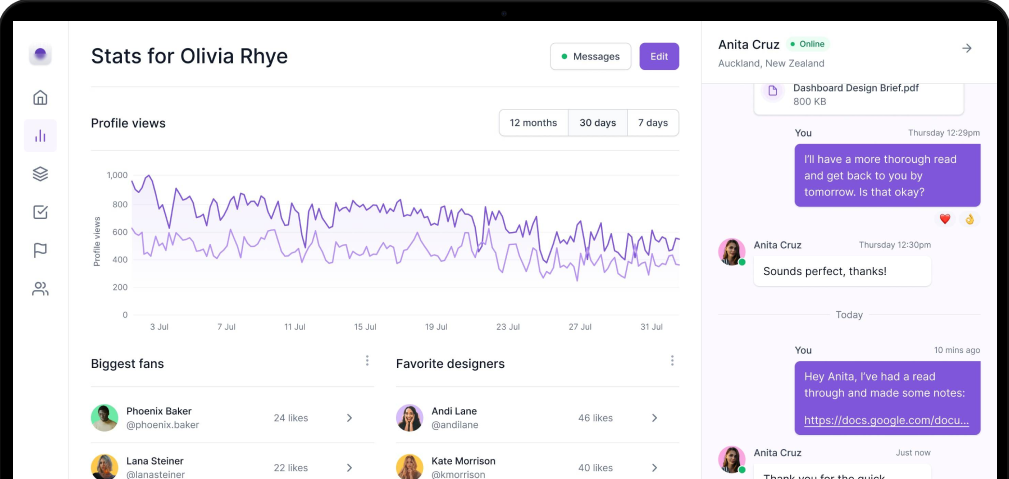 Stats for Olivia Rhye
Messages
Edit
Profile views
12 months
30 days
7 days
1,000
800
600
400
200
0
Profile views
3 Jul
7 Jul
11 Jul
15 Jul
19 Jul
23 Jul
27 Jul
31 Jul
Biggest fans
Phoenix Baker
@phoenix.baker
24 likes
Lana Steiner
@lanasteiner
22 likes
Favorite designers
Andi Lane
@andilane
46 likes
Kate Morrison
@kmorrison
40 likes
Anita Cruz
Online
Auckland, New Zealand
Dashboard Design Brief.pdf
800 KB
You
Thursday 12:29pm
I'll have a more thorough read
and get back to you by
tomorrow. Is that okay?
Anita Cruz
Thursday 12:30pm
Sounds perfect, thanks!
Today
You
10 mins ago
Hey Anita, I've had a read
through and made some notes:
https://docs.google.com/docu...
Anita Cruz
Just now
Thank you for the quick